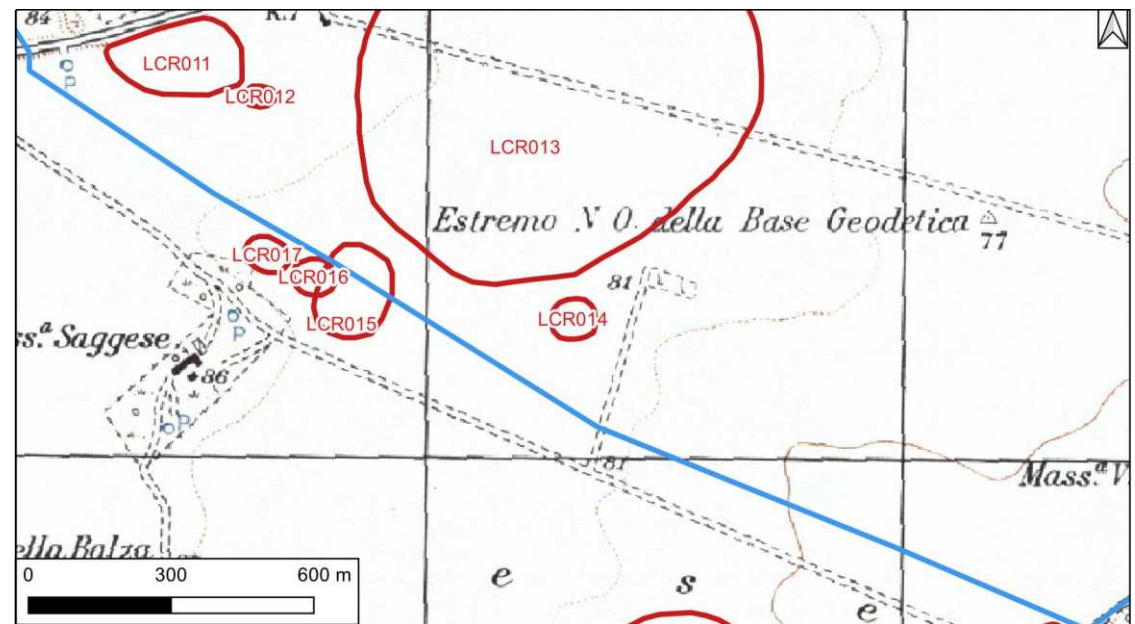 84
K.7
LCR011
P
LCR012
LCR013
Estremo N O. della Base Geodetica
77
LCR017
LCR016
81
LCR015
LCR014
P
ss.ª Saggese
86
P
81
Mass.ª V.
ella Balza
e
s
e
0 300 600 m